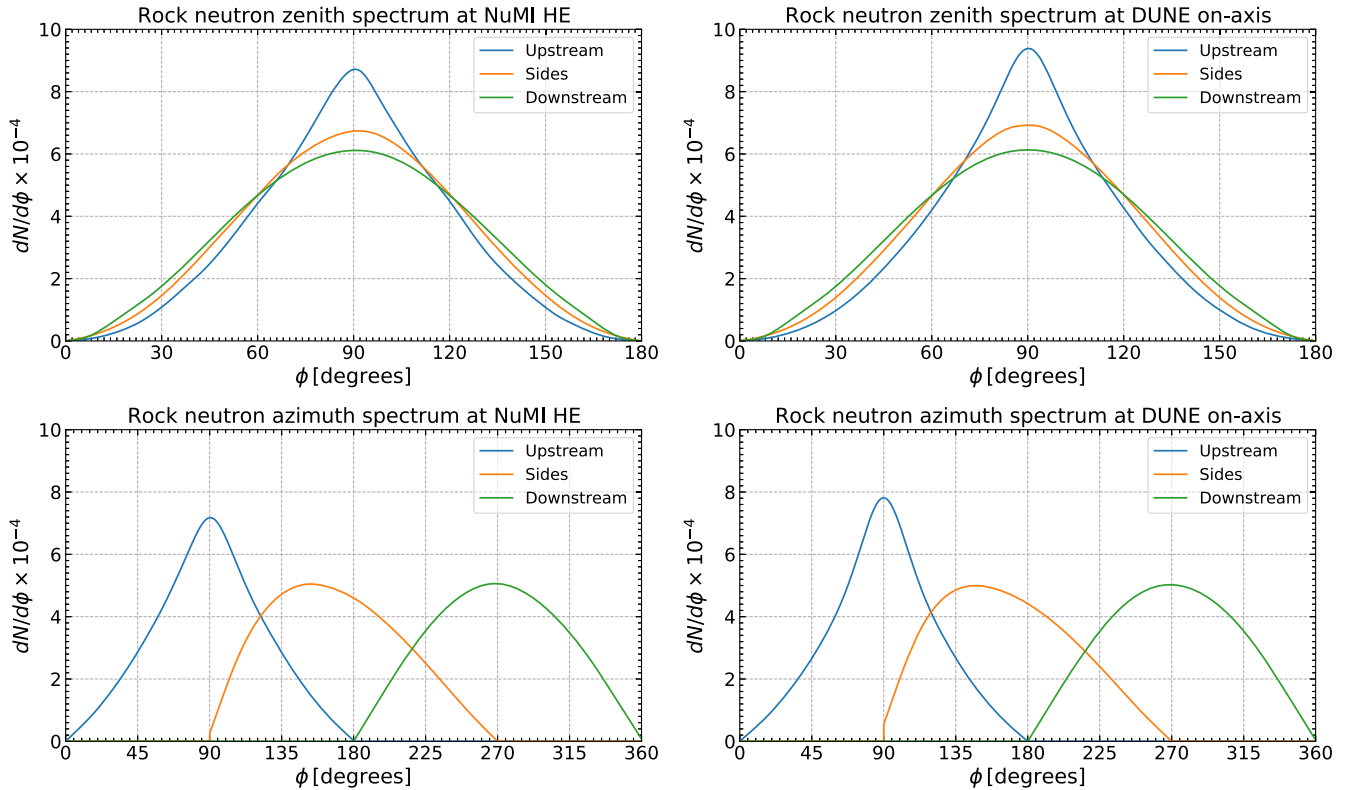 Rock neutron zenith spectrum at NuMI HE
10
8
6
4
2
0
dN/dϕ × 10⁻⁴
Upstream
Sides
Downstream
0 30 60 90 120 150 180
ϕ [degrees]
Rock neutron zenith spectrum at DUNE on-axis
10
8
6
4
2
0
dN/dϕ × 10⁻⁴
Upstream
Sides
Downstream
0 30 60 90 120 150 180
ϕ [degrees]
Rock neutron azimuth spectrum at NuMI HE
10
8
6
4
2
0
dN/dϕ × 10⁻⁴
Upstream
Sides
Downstream
0 45 90 135 180 225 270 315 360
ϕ [degrees]
Rock neutron azimuth spectrum at DUNE on-axis
10
8
6
4
2
0
dN/dϕ × 10⁻⁴
Upstream
Sides
Downstream
0 45 90 135 180 225 270 315 360
ϕ [degrees]